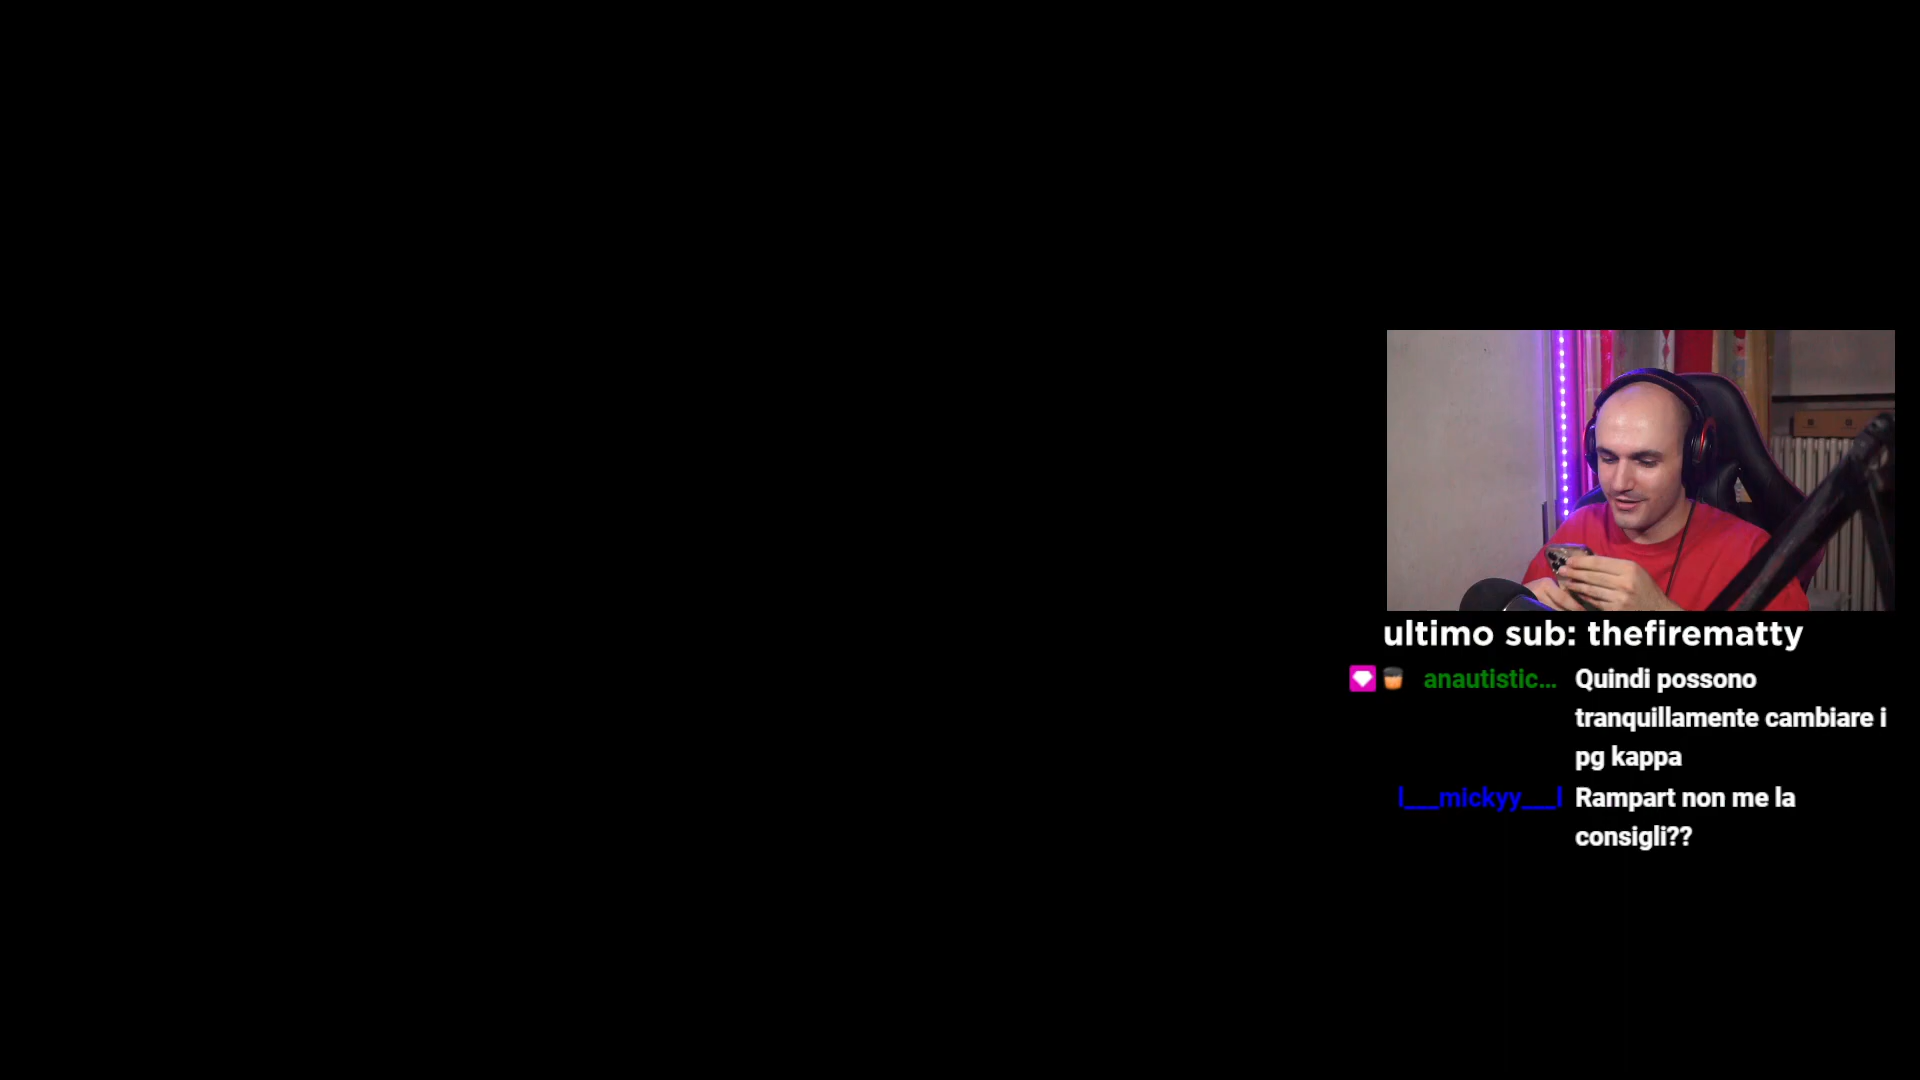 ultimo sub: thefirematty
anautistic... Quindi possono
tranquillamente cambiare i
pg kappa
l___mickyy___l Rampart non me la
consigli??